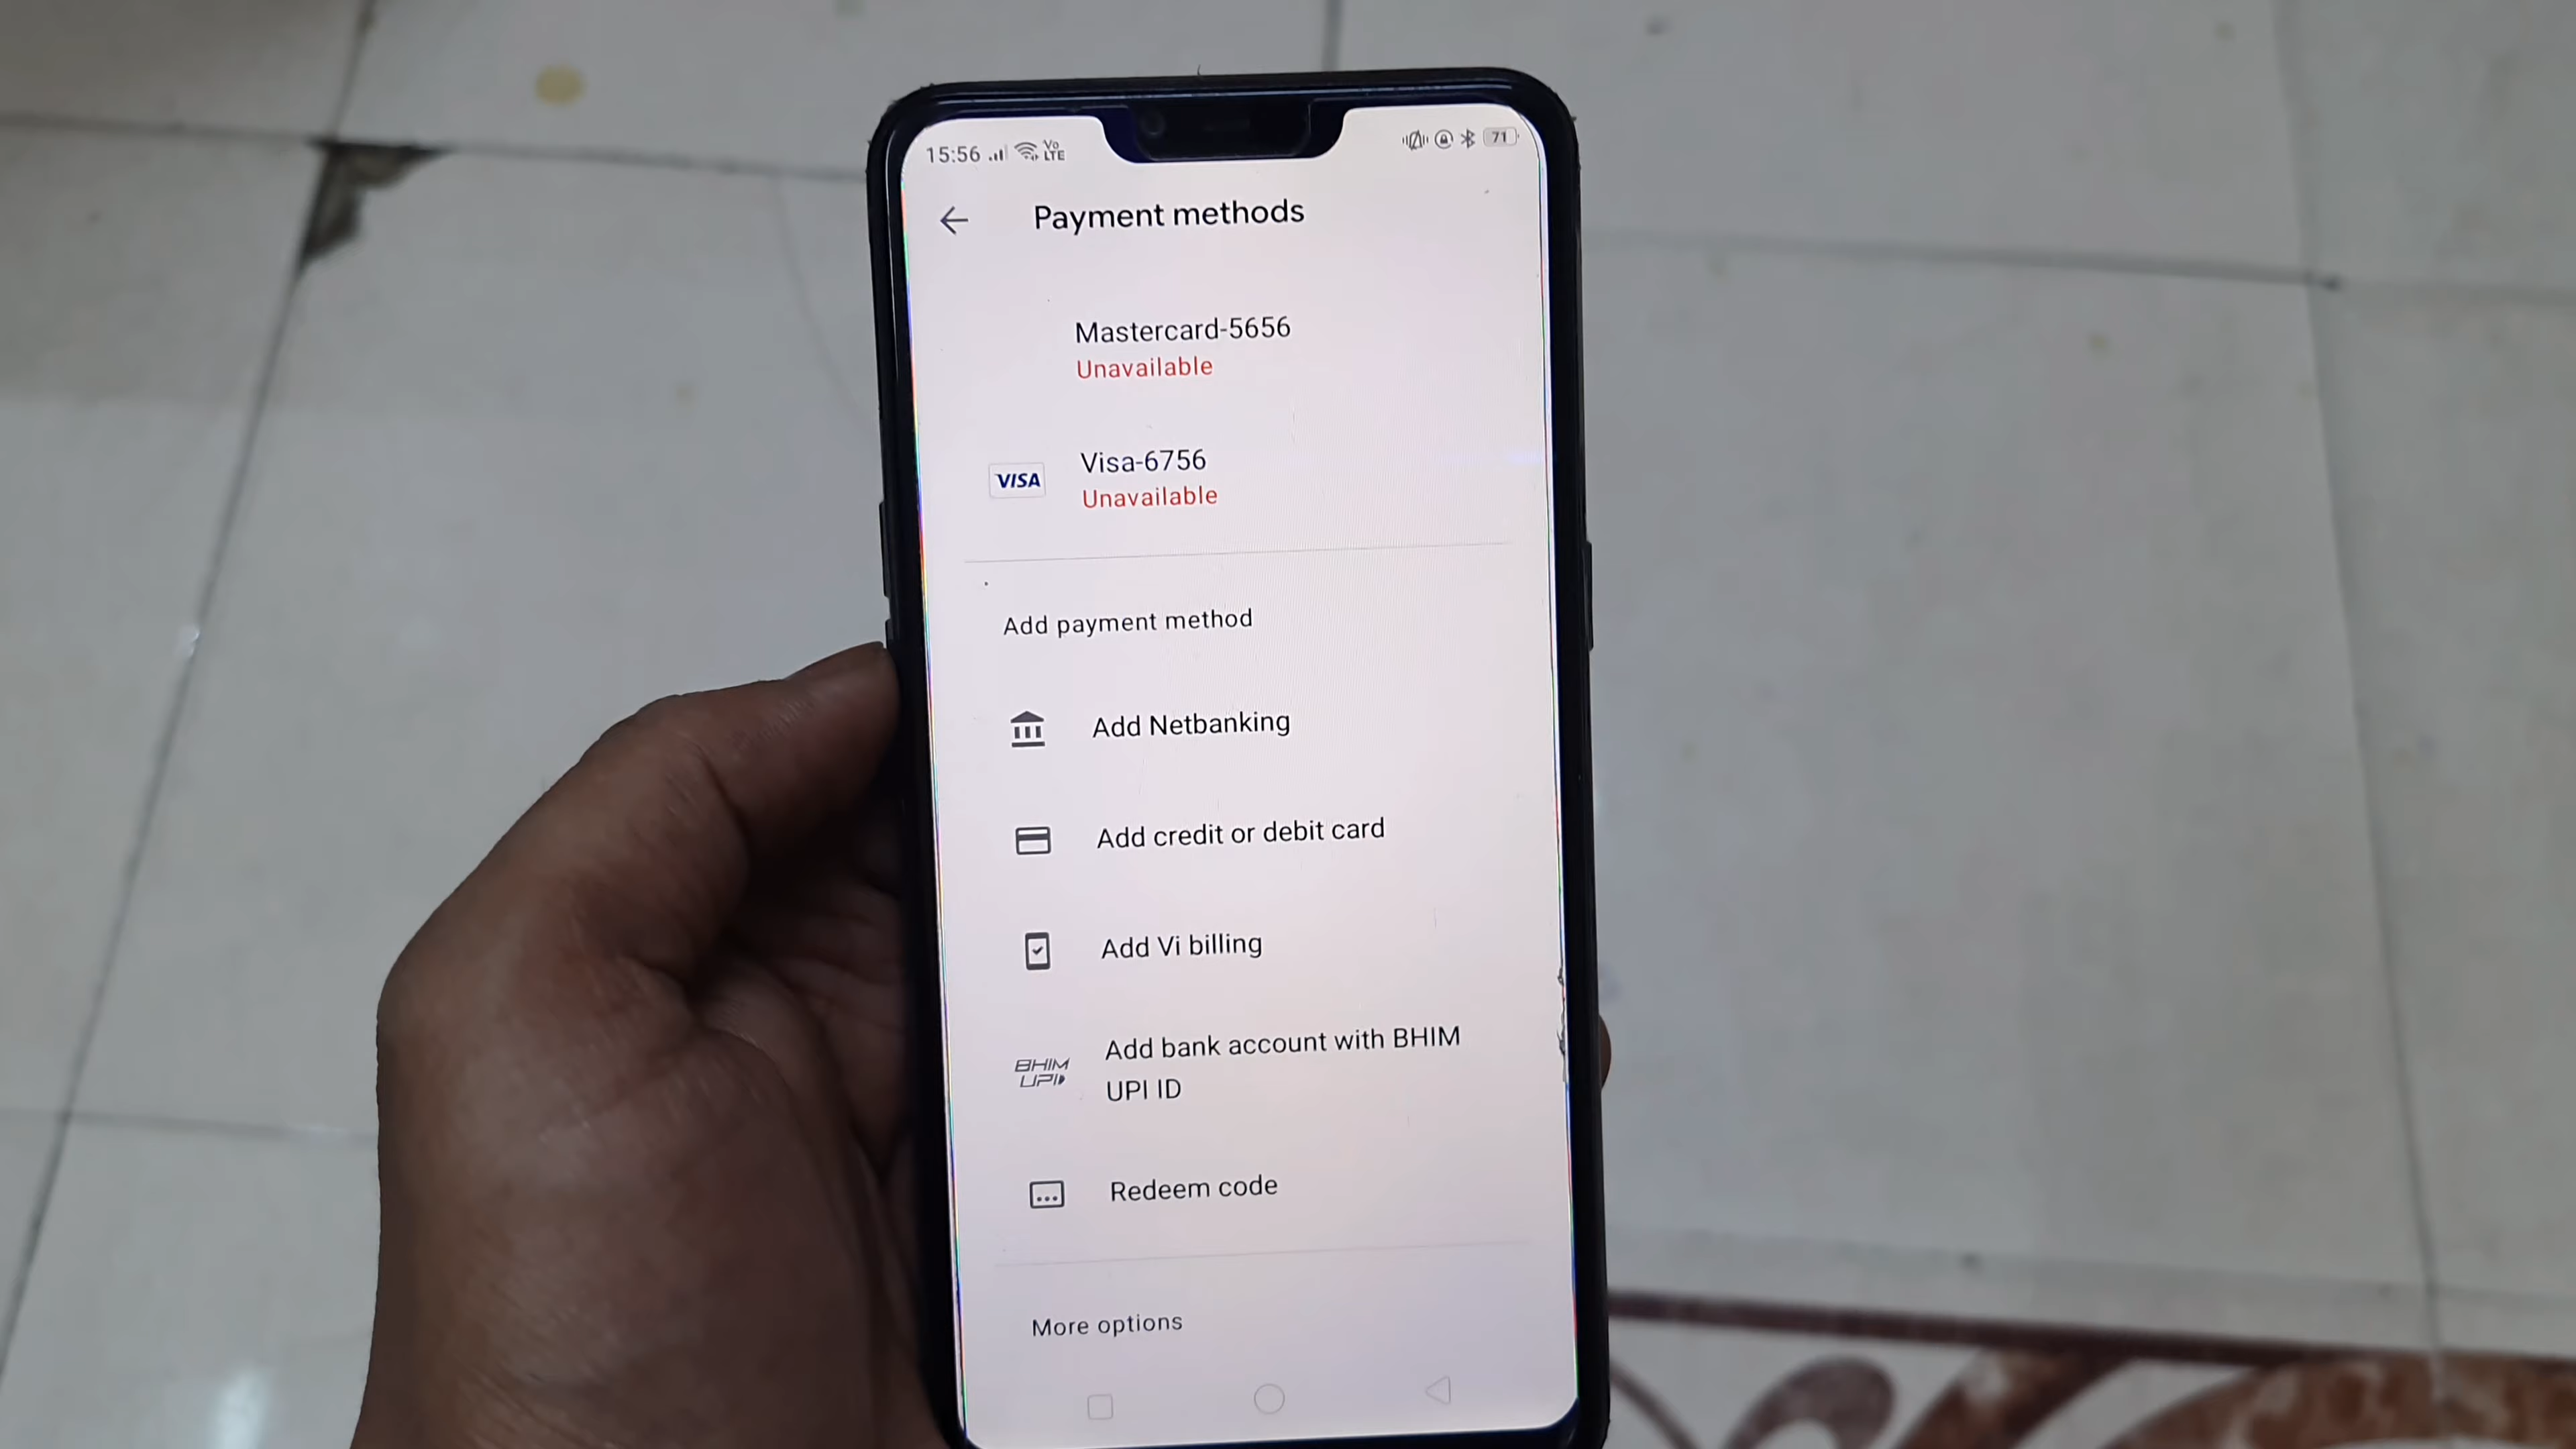 15:56 Vo LTE 71
Payment methods
Mastercard-5656
Unavailable
VISA
Visa-6756
Unavailable
Add payment method
Add Netbanking
Add credit or debit card
Add Vi billing
BHIM
UPI
Add bank account with BHIM
UPI ID
Redeem code
More options